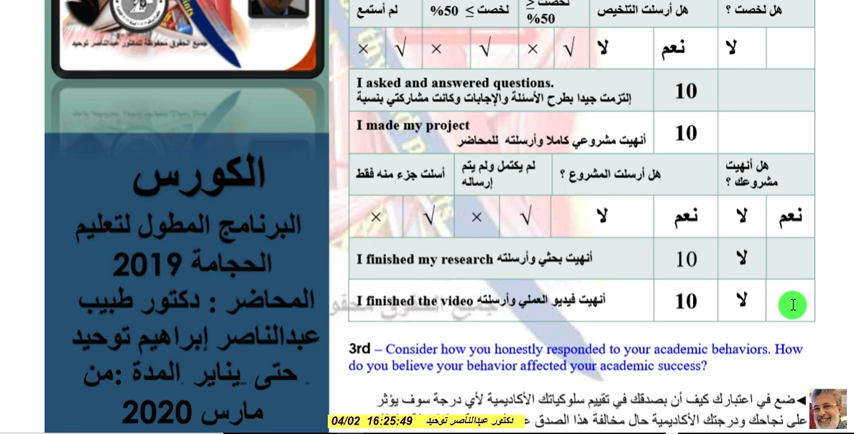 جميع الحقوق محفوظة للدكتور عبدالناصر توحيد
الكورس
البرنامج المطول لتعليم
الحجامة 2019
المحاضر : دكتور طبيب
عبدالناصر إبراهيم توحيد
حتى يناير المدة :من
مارس 2020
هل لخصت ؟ هل أرسلت التلخيص لخصت ≥ 50% لخصت ≤ 50% لم أستمع
لا نعم لا √ × √ × √ ×
I asked and answered questions.
إلتزمت جيدا بطرح الأسئلة والإجابات وكانت مشاركتي بنسبة 10
I made my project
أنهيت مشروعي كاملا وأرسلته للمحاضر 10
هل أنهيت مشروعك ؟ هل أرسلت المشروع ؟ لم يكتمل ولم يتم إرساله أسلت جزء منه فقط
نعم لا نعم لا √ × √ ×
I finished my research أنهيت بحثي وأرسلته 10 لا
I finished the video أنهيت فيديو العملي وأرسلته 10 لا
3rd – Consider how you honestly responded to your academic behaviors. How
do you believe your behavior affected your academic success?
◄ضع في اعتبارك كيف أن بصدقك في تقييم سلوكياتك الأكاديمية لأي درجة سوف يؤثر
على نجاحك ودرجتك الأكاديمية حال مخالفة هذا الصدق
04/02 16:25:49 دكتور عبدالناصر توحيد